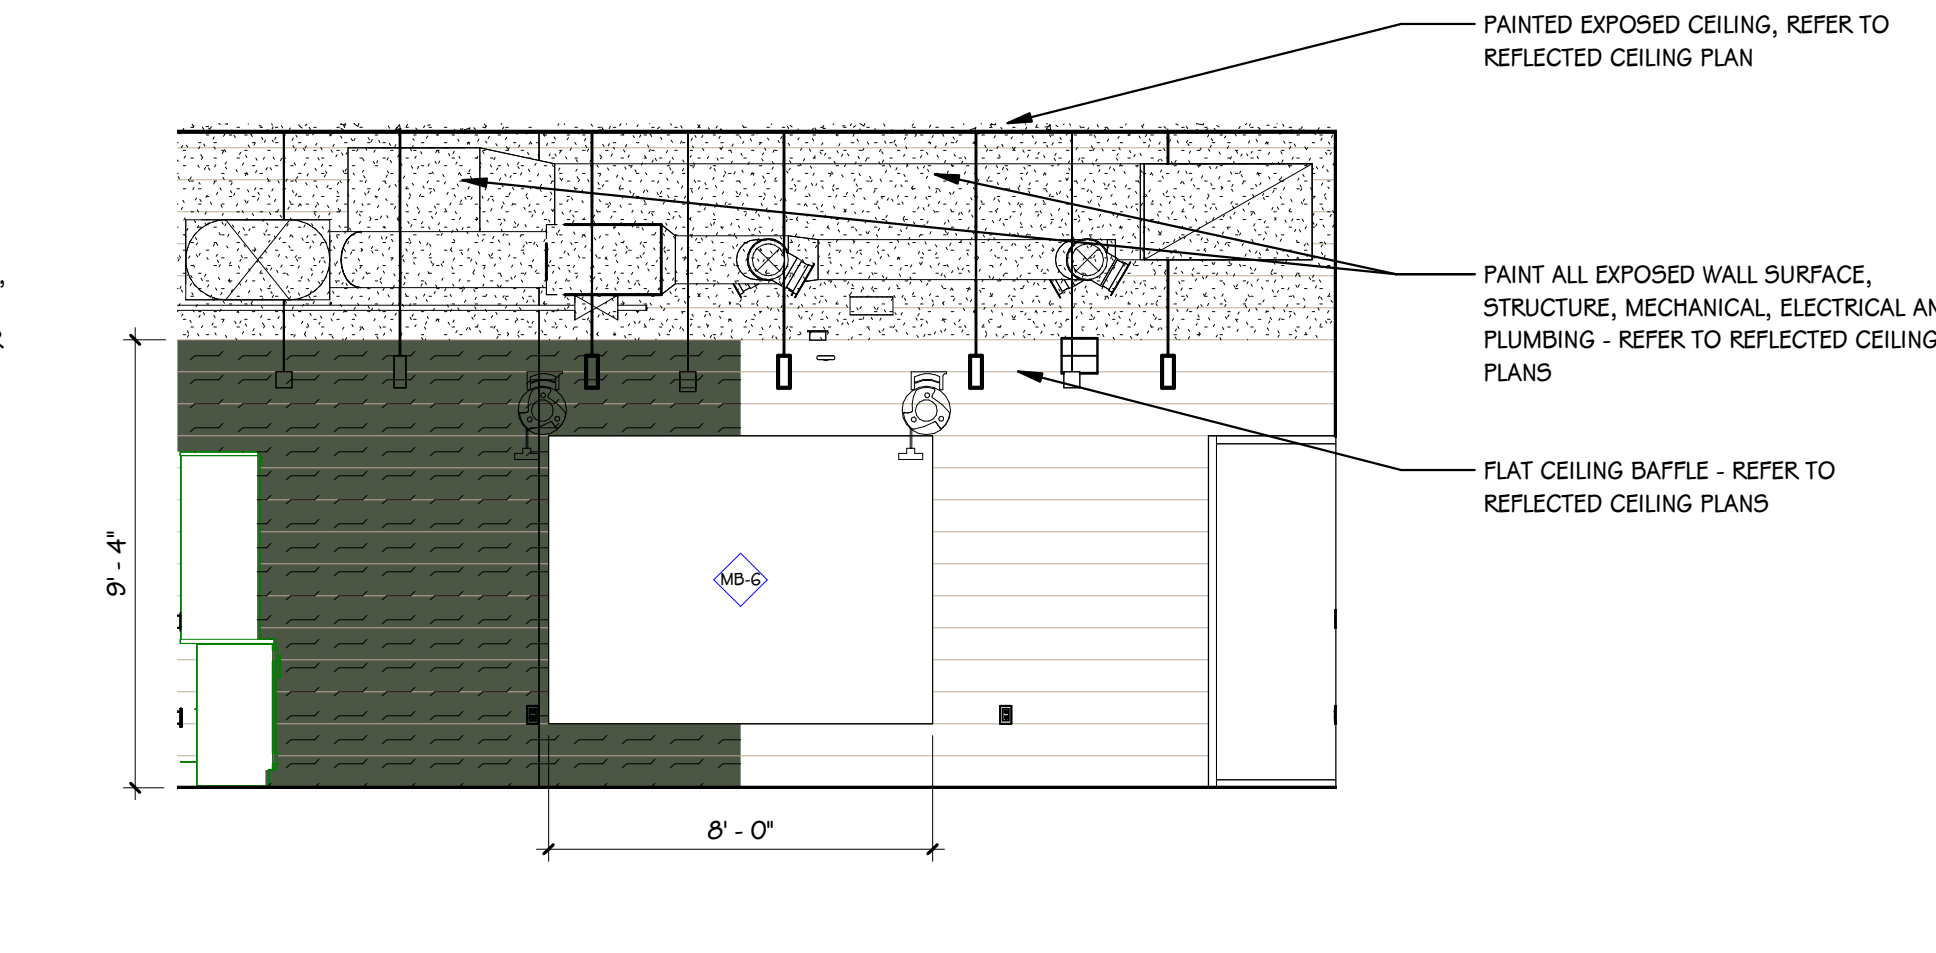 PAINTED EXPOSED CEILING, REFER TO
REFLECTED CEILING PLAN
PAINT ALL EXPOSED WALL SURFACE,
STRUCTURE, MECHANICAL, ELECTRICAL AN
PLUMBING - REFER TO REFLECTED CEILING
PLANS
FLAT CEILING BAFFLE - REFER TO
REFLECTED CEILING PLANS
9' - 4"
MB-6
8' - 0"